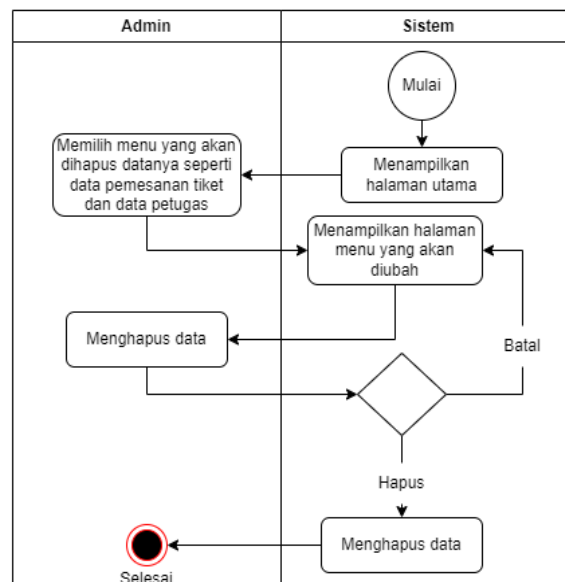 Admin
Sistem
Mulai
Memilih menu yang akan
dihapus datanya seperti
data pemesanan tiket
dan data petugas
Menampilkan
halaman utama
Menampilkan halaman
menu yang akan
diubah
Menghapus data
Batal
Hapus
Menghapus data
Selesai